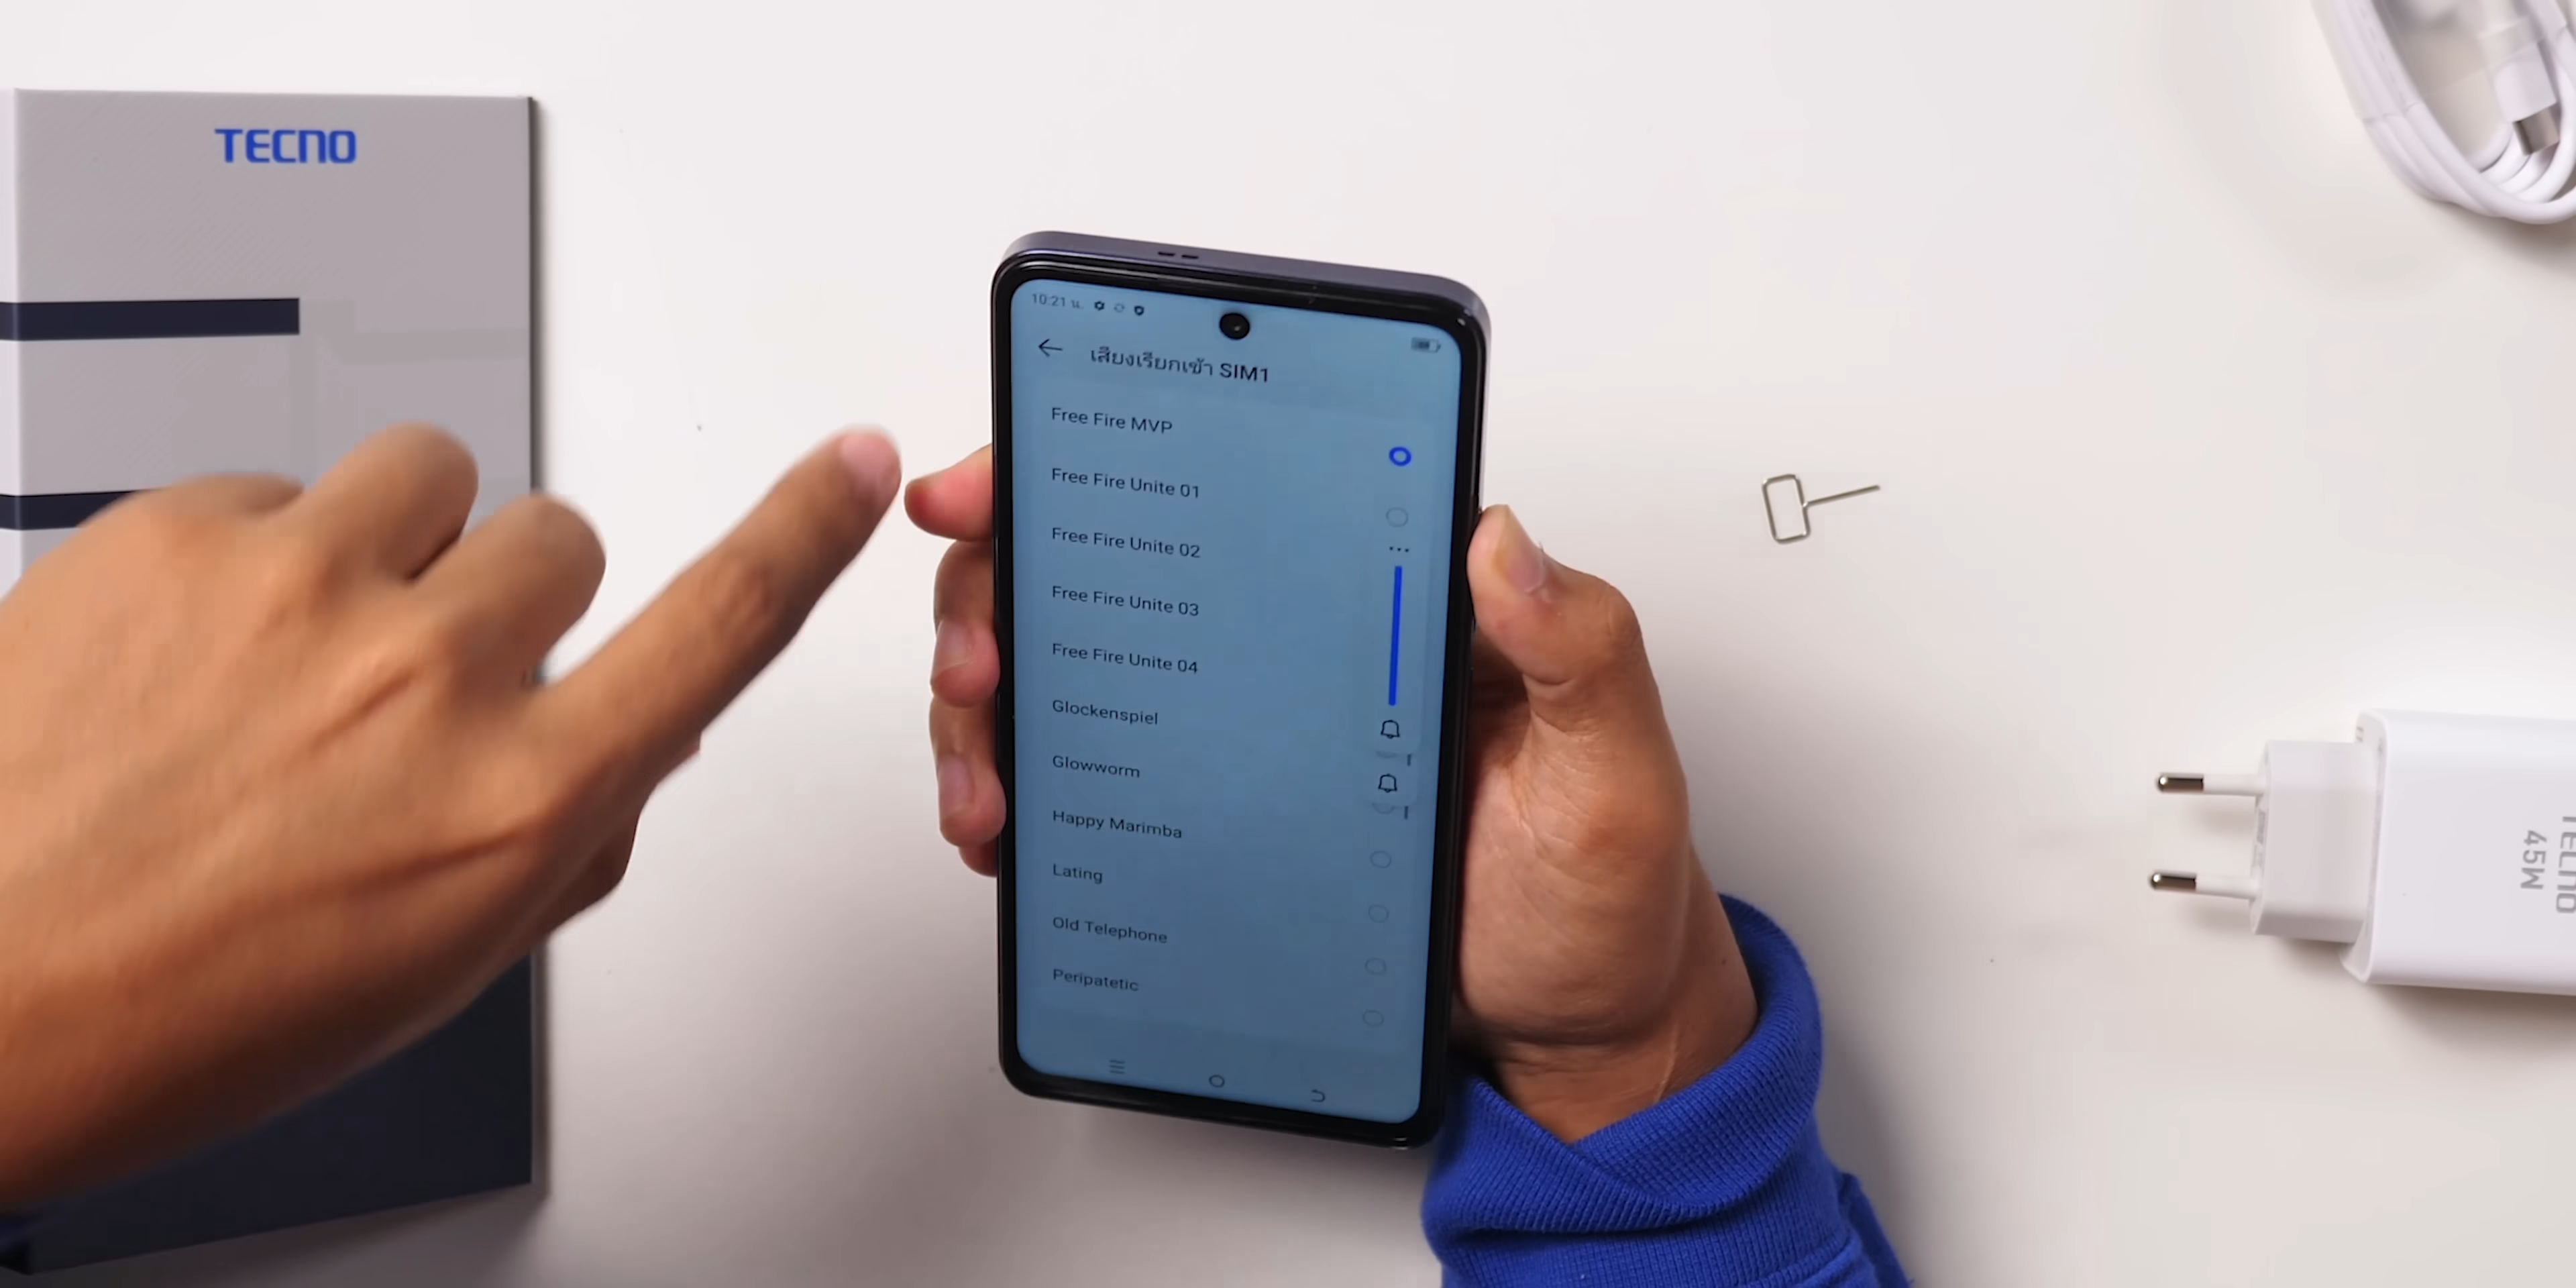 TECNO
10:21 น.
เสียงเรียกเข้า SIM1
Free Fire MVP
Free Fire Unite 01
Free Fire Unite 02
Free Fire Unite 03
Free Fire Unite 04
Glockenspiel
Glowworm
Happy Marimba
Lating
Old Telephone
Peripatetic
TECNO
45W